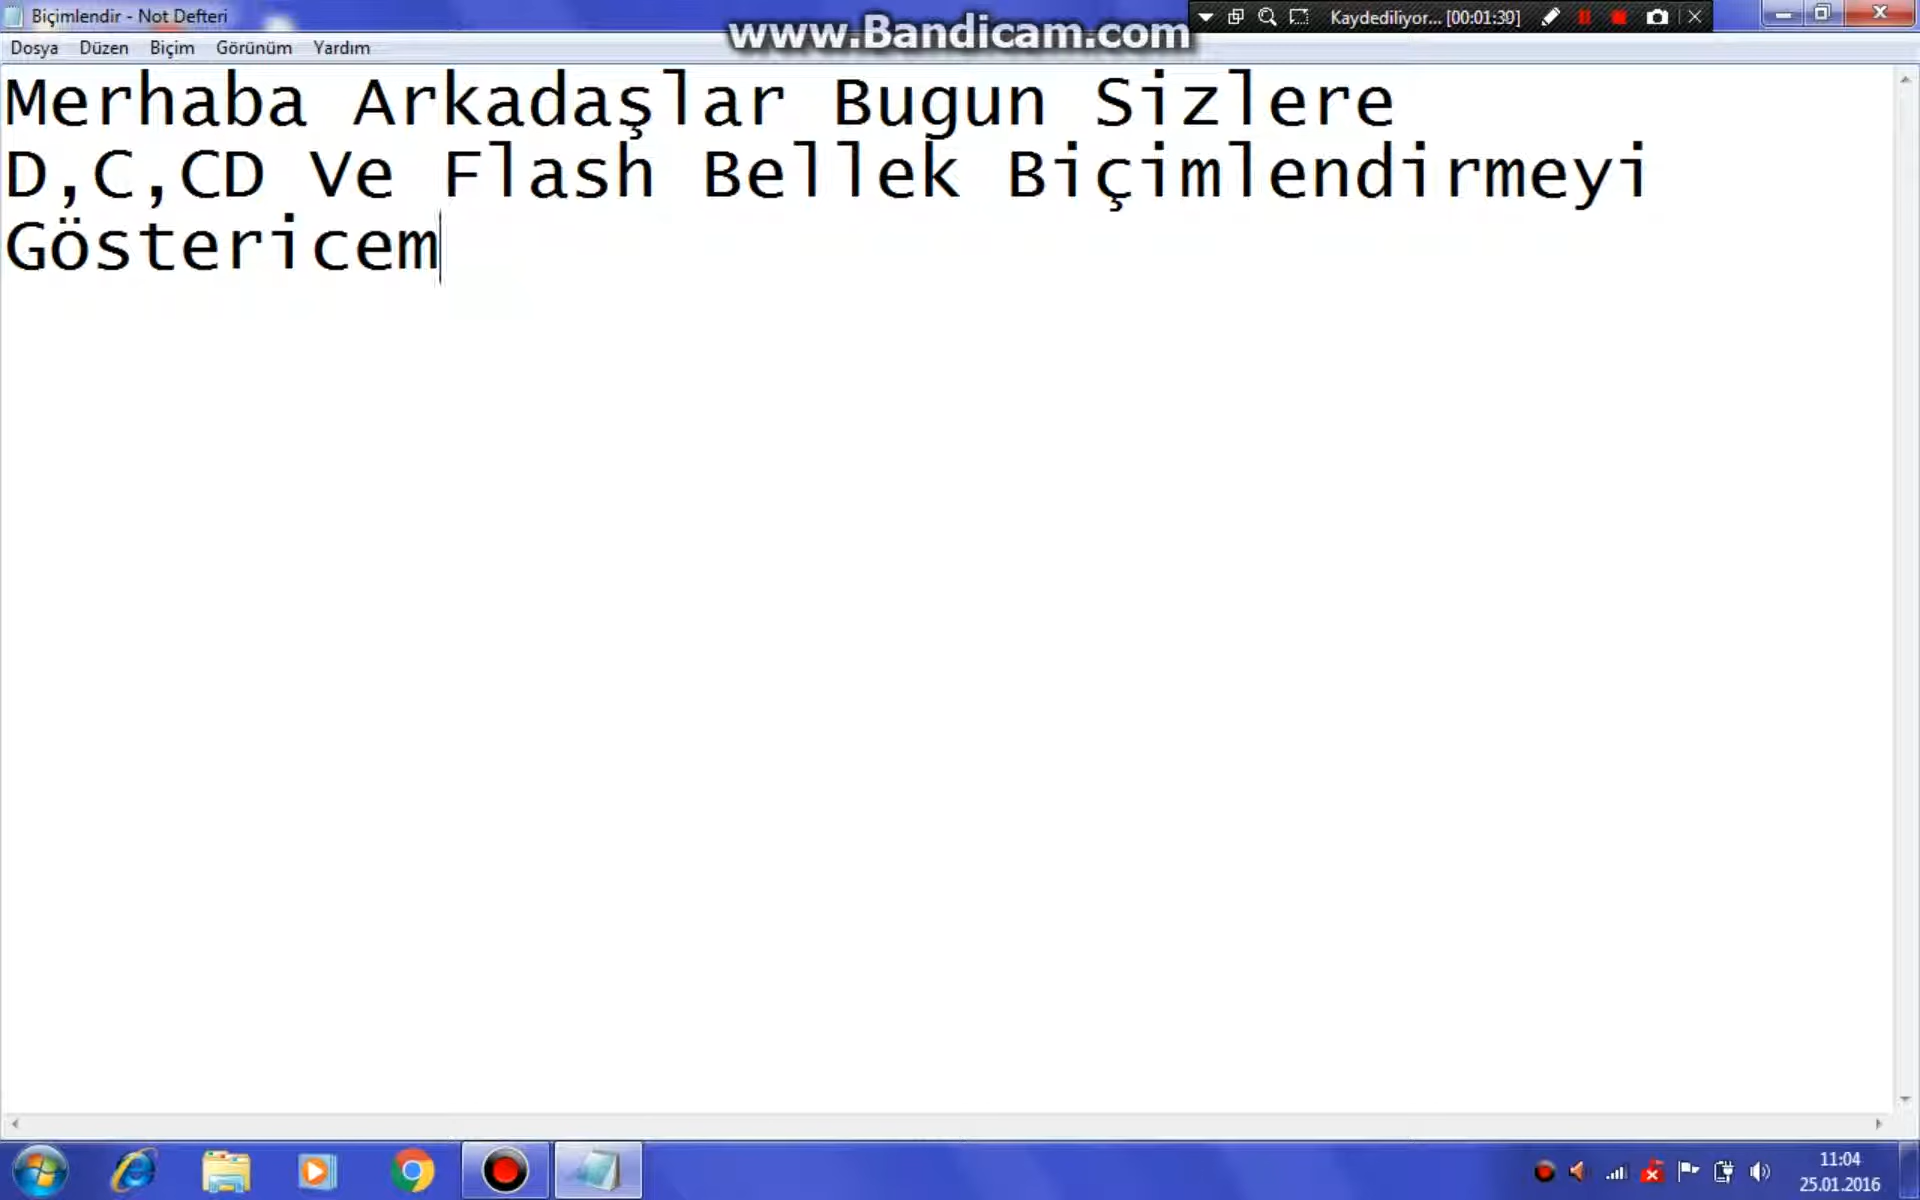 Biçimlendir - Not Defteri
www.Bandicam.com
Kaydediliyor... [00:01:30]
Dosya Düzen Biçim Görünüm Yardım
Merhaba Arkadaşlar Bugun Sizlere
D,C,CD Ve Flash Bellek Biçimlendirmeyi
Göstericem
11:04
25.01.2016